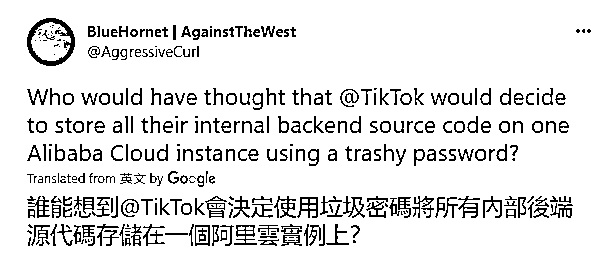 BlueHornet | AgainstTheWest
@AggressiveCurl
Who would have thought that @TikTok would decide
to store all their internal backend source code on one
Alibaba Cloud instance using a trashy password?
Translated from 英文 by Google
誰能想到@TikTok會決定使用垃圾密碼將所有內部後端
源代碼存儲在一個阿里雲實例上?